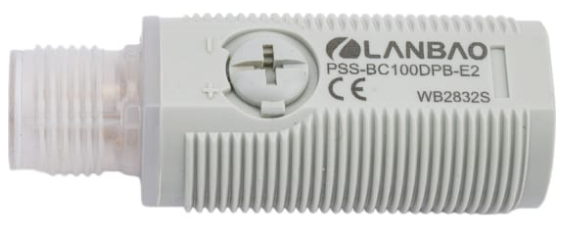 LANBAO
PSS-BC100DPB-E2
CE
WB2832S
−
+